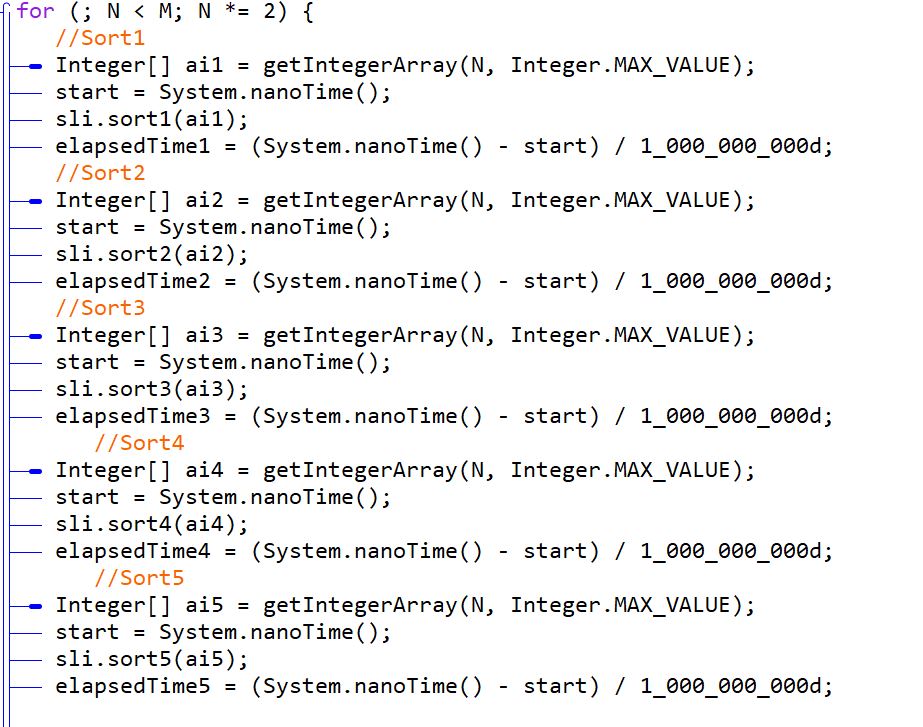 for (; N < M; N *= 2) {
//Sort1
Integer[] ai1 = getIntegerArray(N, Integer.MAX_VALUE);
start = System.nanoTime();
sli.sort1(ai1);
elapsedTime1 = (System.nanoTime() - start) / 1_000_000_000d;
//Sort2
Integer[] ai2 = getIntegerArray(N, Integer.MAX_VALUE);
start = System.nanoTime();
sli.sort2(ai2);
elapsedTime2 = (System.nanoTime() - start) / 1_000_000_000d;
//Sort3
Integer[] ai3 = getIntegerArray(N, Integer.MAX_VALUE);
start = System.nanoTime();
sli.sort3(ai3);
elapsedTime3 = (System.nanoTime() - start) / 1_000_000_000d;
//Sort4
Integer[] ai4 = getIntegerArray(N, Integer.MAX_VALUE);
start = System.nanoTime();
sli.sort4(ai4);
elapsedTime4 = (System.nanoTime() - start) / 1_000_000_000d;
//Sort5
Integer[] ai5 = getIntegerArray(N, Integer.MAX_VALUE);
start = System.nanoTime();
sli.sort5(ai5);
elapsedTime5 = (System.nanoTime() - start) / 1_000_000_000d;